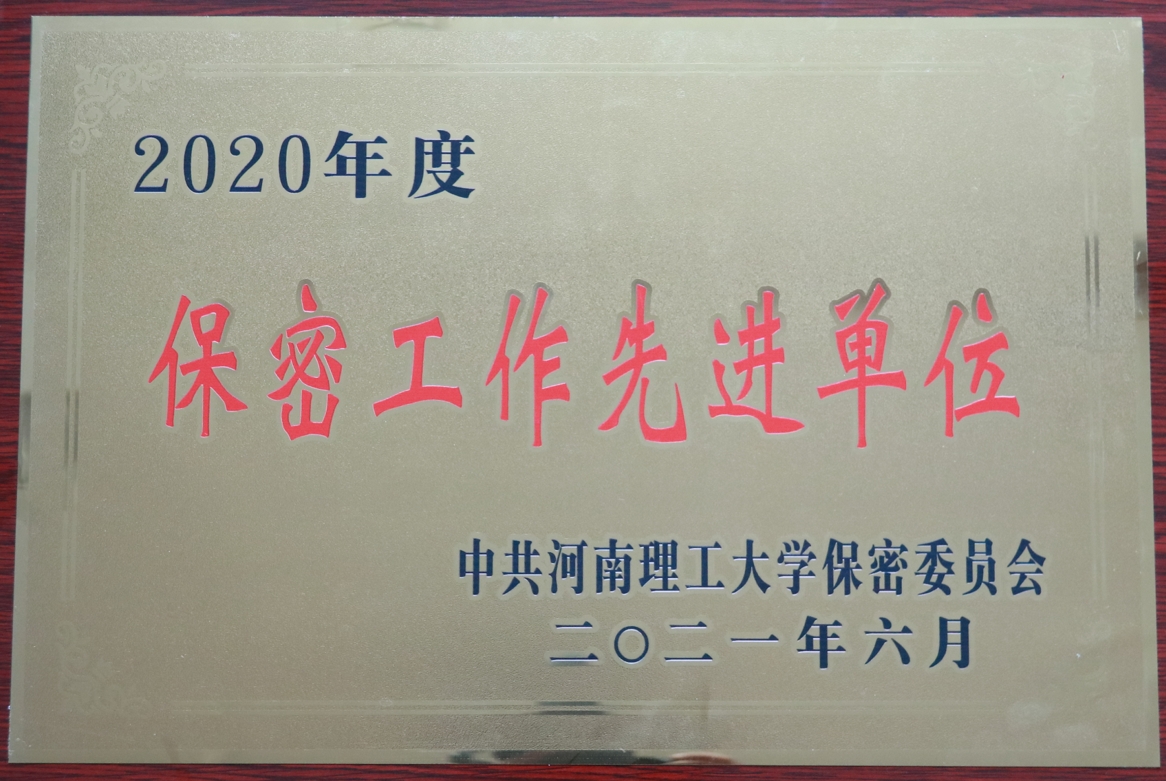 2020年度
保密工作先进单位
中共河南理工大学保密委员会
二〇二一年六月